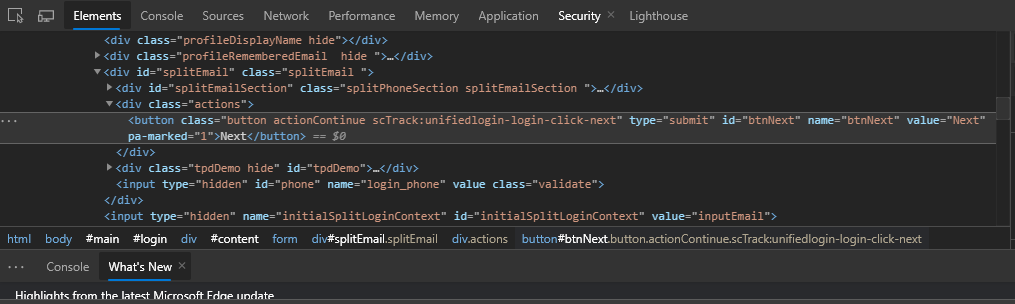 Elements Console Sources Network Performance Memory Application Security × Lighthouse
<div class="profileDisplayName hide"></div>
▶<div class="profileRememberedEmail  hide ">…</div>
▼<div id="splitEmail" class="splitEmail ">
▶<div id="splitEmailSection" class="splitPhoneSection splitEmailSection ">…</div>
▼<div class="actions">
··· <button class="button actionContinue scTrack:unifiedlogin-login-click-next" type="submit" id="btnNext" name="btnNext" value="Next"
pa-marked="1">Next</button> == $0
</div>
▶<div class="tpdDemo hide" id="tpdDemo">…</div>
<input type="hidden" id="phone" name="login_phone" value class="validate">
</div>
<input type="hidden" name="initialSplitLoginContext" id="initialSplitLoginContext" value="inputEmail">
html body #main #login div #content form div#splitEmail.splitEmail div.actions button#btnNext.button.actionContinue.scTrack:unifiedlogin-login-click-next
··· Console What's New ×
Highlights from the latest Microsoft Edge update